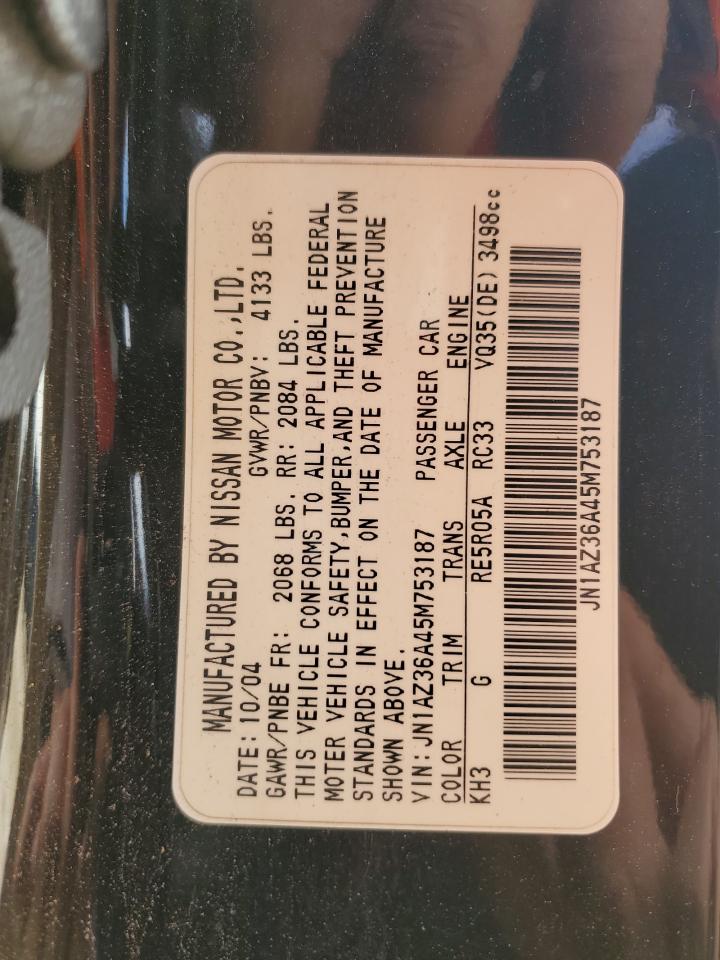 MANUFACTURED BY NISSAN MOTOR CO.,LTD.
DATE: 10/04 GVWR/PNBV: 4133 LBS.
GAWR/PNBE FR: 2068 LBS. RR: 2084 LBS.
THIS VEHICLE CONFORMS TO ALL APPLICABLE FEDERAL
MOTER VEHICLE SAFETY,BUMPER,AND THEFT PREVENTION
STANDARDS IN EFFECT ON THE DATE OF MANUFACTURE
SHOWN ABOVE.
VIN: JN1AZ36A45M753187 PASSENGER CAR
COLOR TRIM TRANS AXLE ENGINE
KH3 G RE5R05A RC33 VQ35(DE) 3498cc
JN1AZ36A45M753187